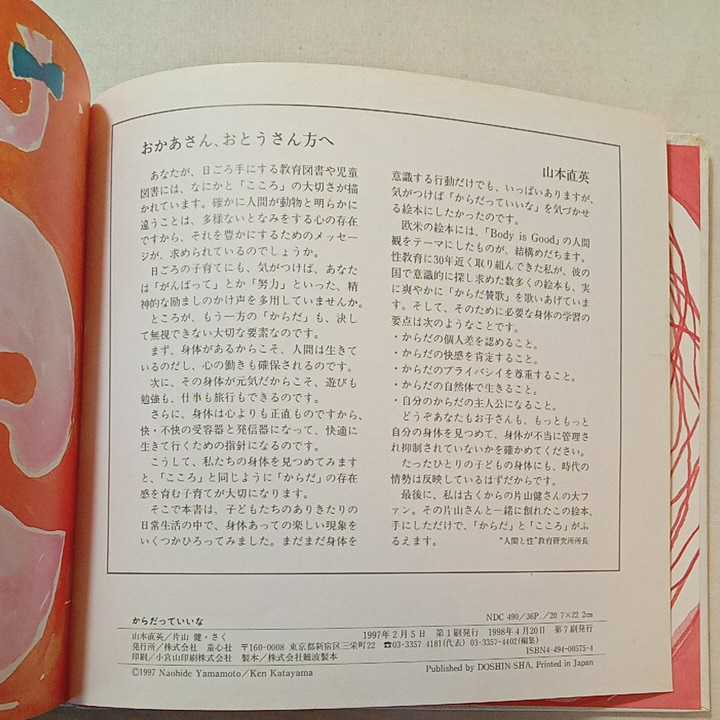 おかあさん、おとうさん方へ
山本直英
あなたが、日ごろ手にする教育図書や児童
図書には、なにかと「こころ」の大切さが描
かれています。確かに人間が動物と明らかに
違うことは、多様ないとなみをする心の存在
ですから、それを豊かにするためのメッセー
ジが、求められているのでしょうか。
日ごろの子育てにも、気がつけば、あなた
は「がんばって」とか「努力」といった、精
神的な励ましのかけ声を多用していませんか。
ところが、もう一方の「からだ」も、決し
て無視できない大切な要素なのです。
まず、身体があるからこそ、人間は生きて
いるのだし、心の働きも確保されるのです。
次に、その身体が元気だからこそ、遊びも
勉強も、仕事も旅行もできるのです。
さらに、身体は心よりも正直ものですから、
快・不快の受容器と発信器になって、快適に
生きて行くための指針になるのです。
こうして、私たちの身体を見つめてみます
と、「こころ」と同じように「からだ」の存在
感を育む子育てが大切になります。
そこで本書は、子どもたちのありきたりの
日常生活の中で、身体あっての楽しい現象を
いくつかひろってみました。まだまだ身体を
意識する行動だけでも、いっぱいありますが、
気がつけば「からだっていいな」を気づかせ
る絵本にしたかったのです。
欧米の絵本には、「Body is Good」の人間
観をテーマにしたものが、結構めだちます。
性教育に30年近く取り組んできた私が、彼の
国で意識的に探し求めた数多くの絵本も、実
に爽やかに「からだ賛歌」を歌いあげていま
す。そして、そのために必要な身体の学習の
要点は次のようなことです。
・からだの個人差を認めること。
・からだの快感を肯定すること。
・からだのプライバシイを尊重すること。
・からだの自然体で生きること。
・自分のからだの主人公になること。
どうぞあなたもお子さんも、もっともっと
自分の身体を見つめて、身体が不当に管理さ
れ抑制されていないかを確かめてください。
たったひとりの子どもの身体にも、時代の
情勢は反映しているはずだからです。
最後に、私は古くからの片山健さんの大フ
ァン。その片山さんと一緒に創れたこの絵本、
手にしただけで、「からだ」と「こころ」がふ
るえます。
"人間と性"教育研究所所長
からだっていいな
NDC 490/36P./20.7×22.2cm
山本直英/片山 健・さく
1997年2月5日 第1刷発行 1998年4月20日 第7刷発行
発行所/株式会社 童心社 〒160-0008 東京都新宿区三栄町22 ☎03-3357 4181(代表) 03-3357-4402(編集)
印刷/小宮山印刷株式会社 製本/株式会社難波製本
ISBN4-494-00575-4
©1997 Naohide Yamamoto/Ken Katayama
Published by DOSHIN SHA, Printed in Japan